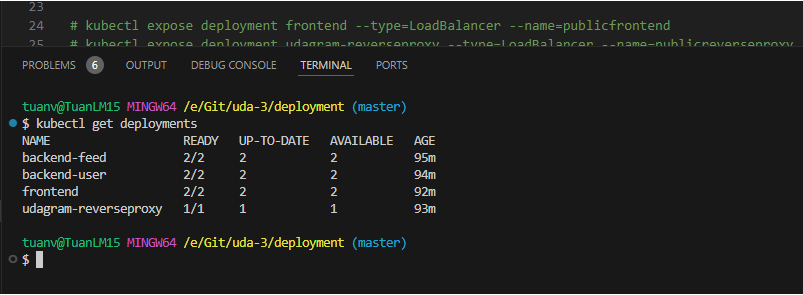 23
24 # kubectl expose deployment frontend --type=LoadBalancer --name=publicfrontend
25 # kubectl expose deployment udagram-reverseproxy --type=LoadBalancer --name=publicreverseproxy
PROBLEMS 6 OUTPUT DEBUG CONSOLE TERMINAL PORTS
tuanv@TuanLM15 MINGW64 /e/Git/uda-3/deployment (master)
$ kubectl get deployments
NAME READY UP-TO-DATE AVAILABLE AGE
backend-feed 2/2 2 2 95m
backend-user 2/2 2 2 94m
frontend 2/2 2 2 92m
udagram-reverseproxy 1/1 1 1 93m
tuanv@TuanLM15 MINGW64 /e/Git/uda-3/deployment (master)
$